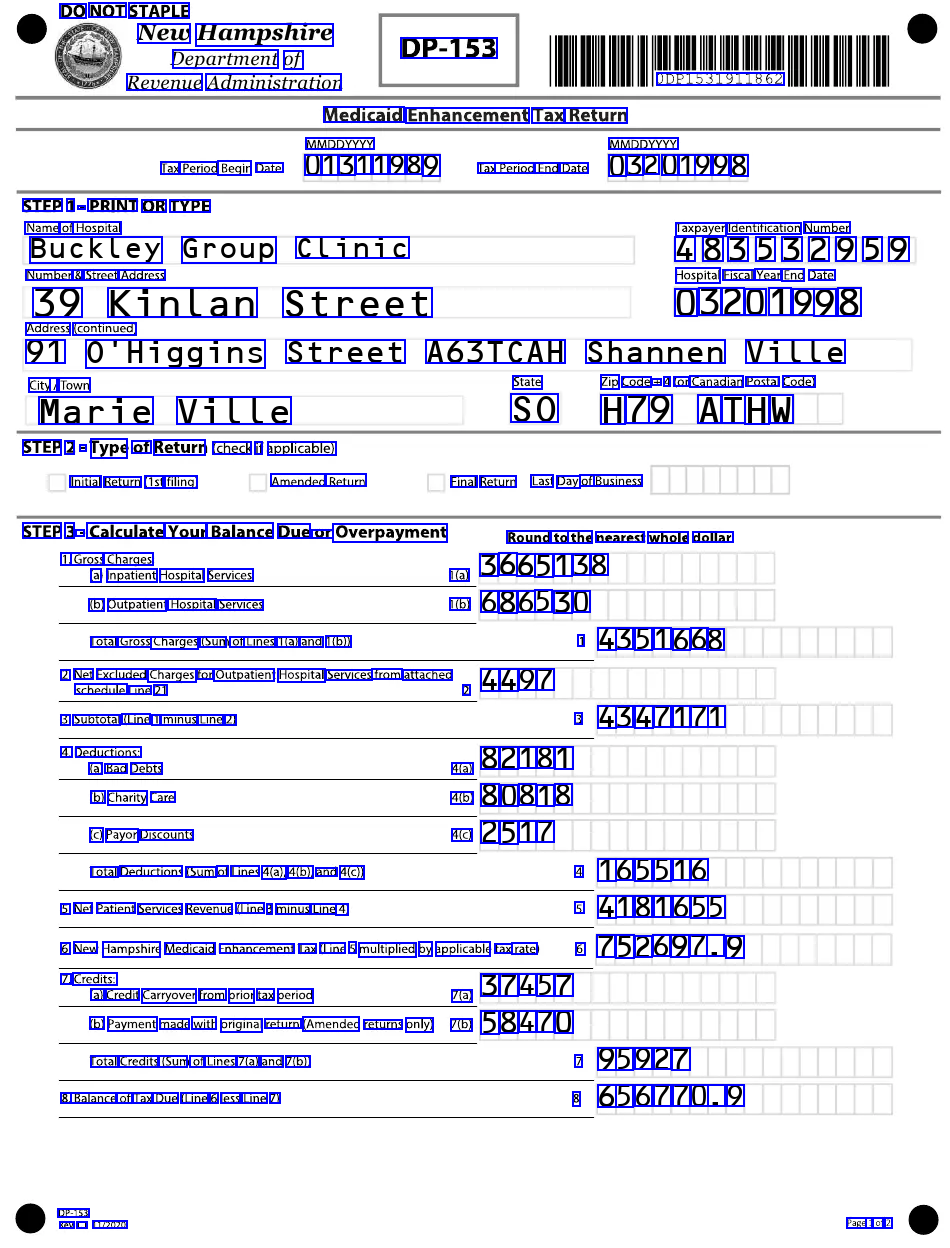 DO NOT STAPLE
New Hampshire
Department of
Revenue Administration
DP-153
0DP1531911862
Medicaid Enhancement Tax Return
MMDDYYYY MMDDYYYY
Tax Period Begin Date 01311989 Tax Period End Date 03201998
STEP 1 - PRINT OR TYPE
Name of Hospital Taxpayer Identification Number
Buckley Group Clinic 483532959
Number & Street Address Hospital Fiscal Year End Date
39 Kinlan Street 03201998
Address (continued)
91 O'Higgins Street A63TCAH Shannen Ville
City / Town State Zip Code + 4 (or Canadian Postal Code)
Marie Ville SO H79 ATHW
STEP 2 - Type of Return (check if applicable)
Initial Return (1st filing Amended Return Final Return Last Day of Business
STEP 3 - Calculate Your Balance Due or Overpayment Round to the nearest whole dollar
1 Gross Charges
(a) Inpatient Hospital Services 1(a) 3665138
(b) Outpatient Hospital Services 1(b) 686530
Total Gross Charges (Sum of Lines 1(a) and 1(b)) 1 4351668
2 Net Excluded Charges for Outpatient Hospital Services from attached
schedule Line 21 2 4497
3 Subtotal (Line 1 minus Line 2) 3 4347171
4 Deductions:
(a) Bad Debts 4(a) 82181
(b) Charity Care 4(b) 80818
(c) Payor Discounts 4(c) 2517
Total Deductions (Sum of Lines 4(a), 4(b), and 4(c)) 4 165516
5 Net Patient Services Revenue (Line 3 minus Line 4) 5 4181655
6 New Hampshire Medicaid Enhancement Tax (Line 5 multiplied by applicable tax rate) 6 752697.9
7 Credits:
(a) Credit Carryover from prior tax period 7(a) 37457
(b) Payment made with original return (Amended returns only) 7(b) 58470
Total Credits (Sum of Lines 7(a) and 7(b)) 7 95927
8 Balance of Tax Due (Line 6 less Line 7) 8 656770.9
DP-153
Rev 11/2020
Page 1 of 2